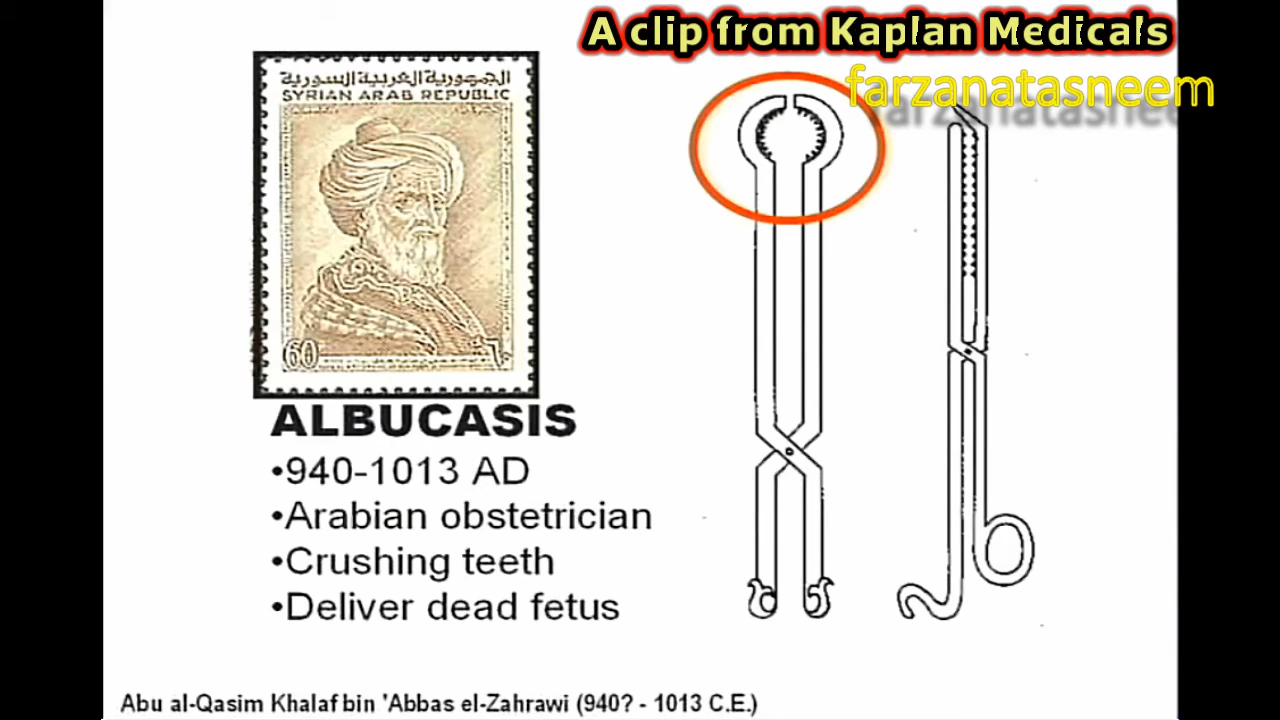 A clip from Kaplan Medicals
farzanatasneem
الجمهورية العربية السورية
SYRIAN ARAB REPUBLIC
60 ٦٠
ALBUCASIS
•940-1013 AD
•Arabian obstetrician
•Crushing teeth
•Deliver dead fetus
Abu al-Qasim Khalaf bin 'Abbas el-Zahrawi (940? - 1013 C.E.)